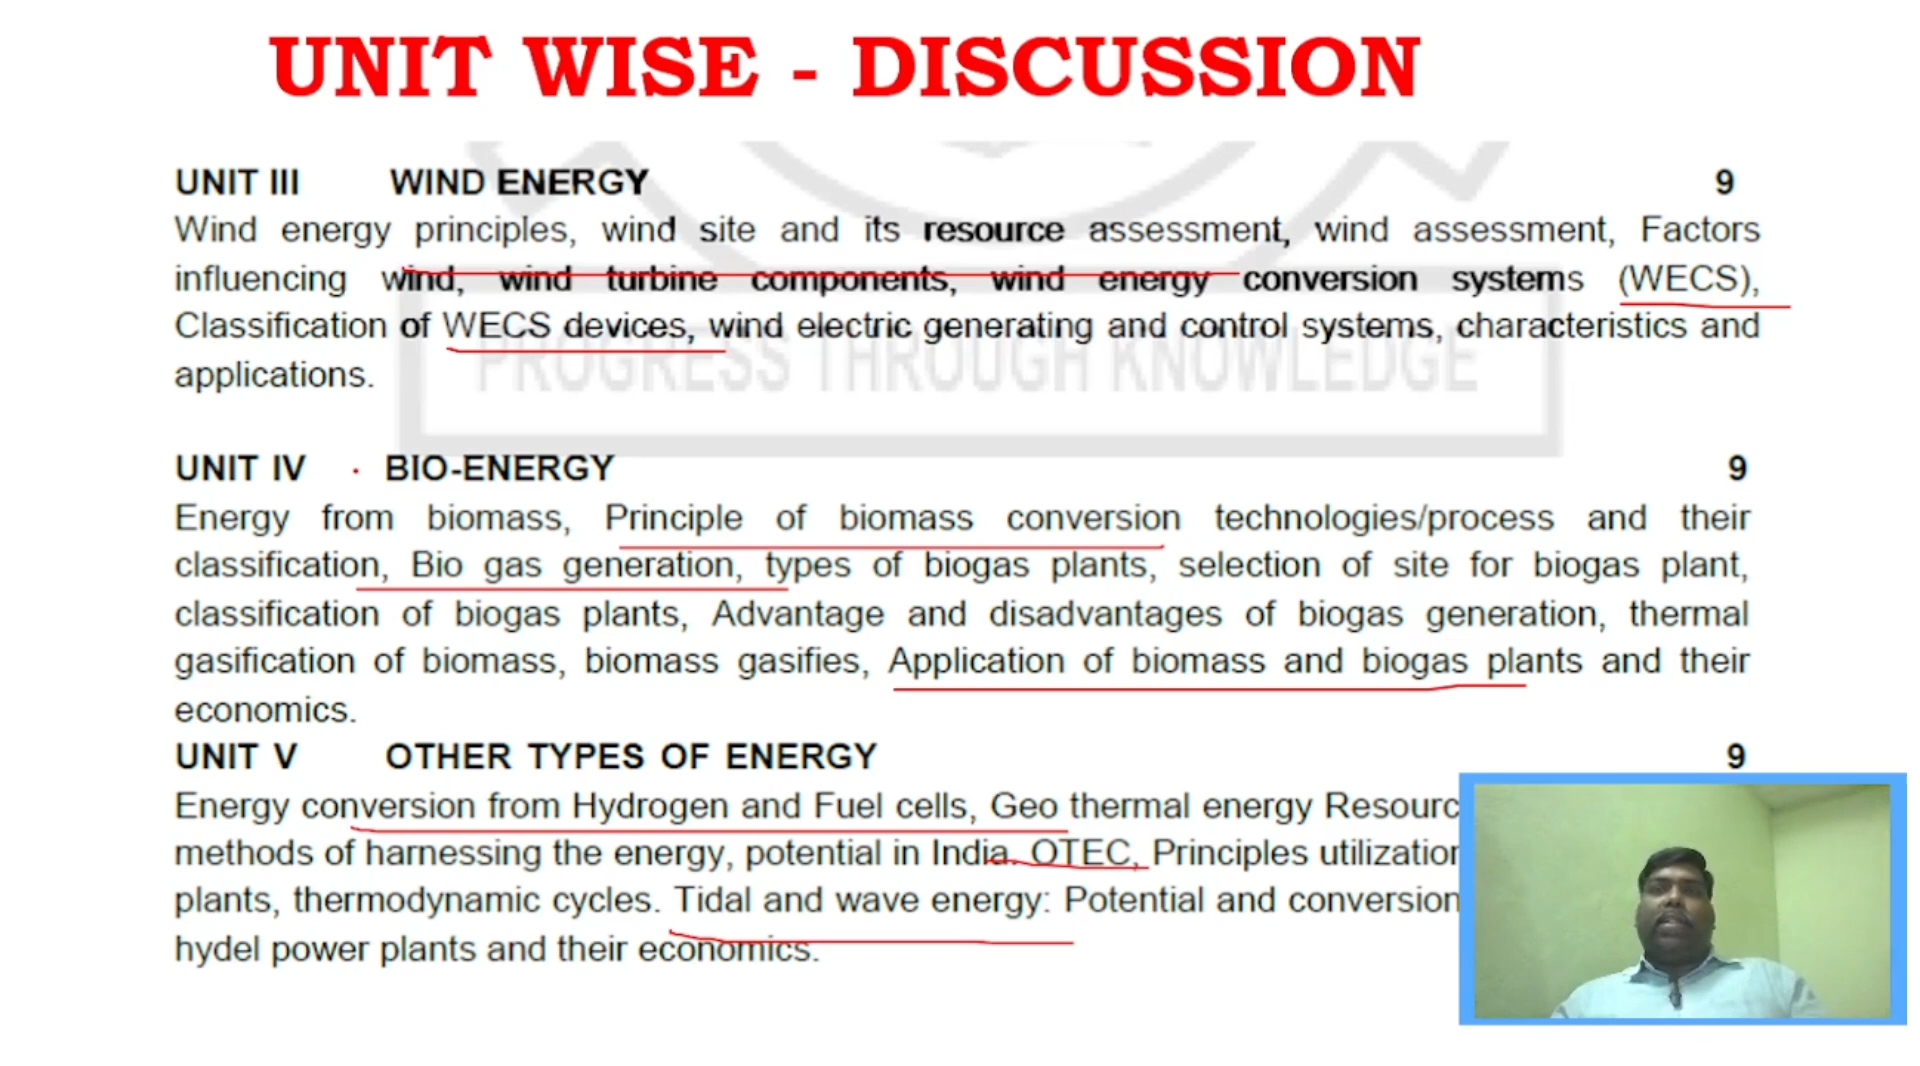 UNIT WISE - DISCUSSION
UNIT III WIND ENERGY 9
Wind energy principles, wind site and its resource assessment, wind assessment, Factors
influencing wind, wind turbine components, wind energy conversion systems (WECS),
Classification of WECS devices, wind electric generating and control systems, characteristics and
applications.
PROGRESS THROUGH KNOWLEDGE
UNIT IV BIO-ENERGY 9
Energy from biomass, Principle of biomass conversion technologies/process and their
classification, Bio gas generation, types of biogas plants, selection of site for biogas plant,
classification of biogas plants, Advantage and disadvantages of biogas generation, thermal
gasification of biomass, biomass gasifies, Application of biomass and biogas plants and their
economics.
UNIT V OTHER TYPES OF ENERGY 9
Energy conversion from Hydrogen and Fuel cells, Geo thermal energy Resourc
methods of harnessing the energy, potential in India, OTEC, Principles utilization
plants, thermodynamic cycles. Tidal and wave energy: Potential and conversion
hydel power plants and their economics.